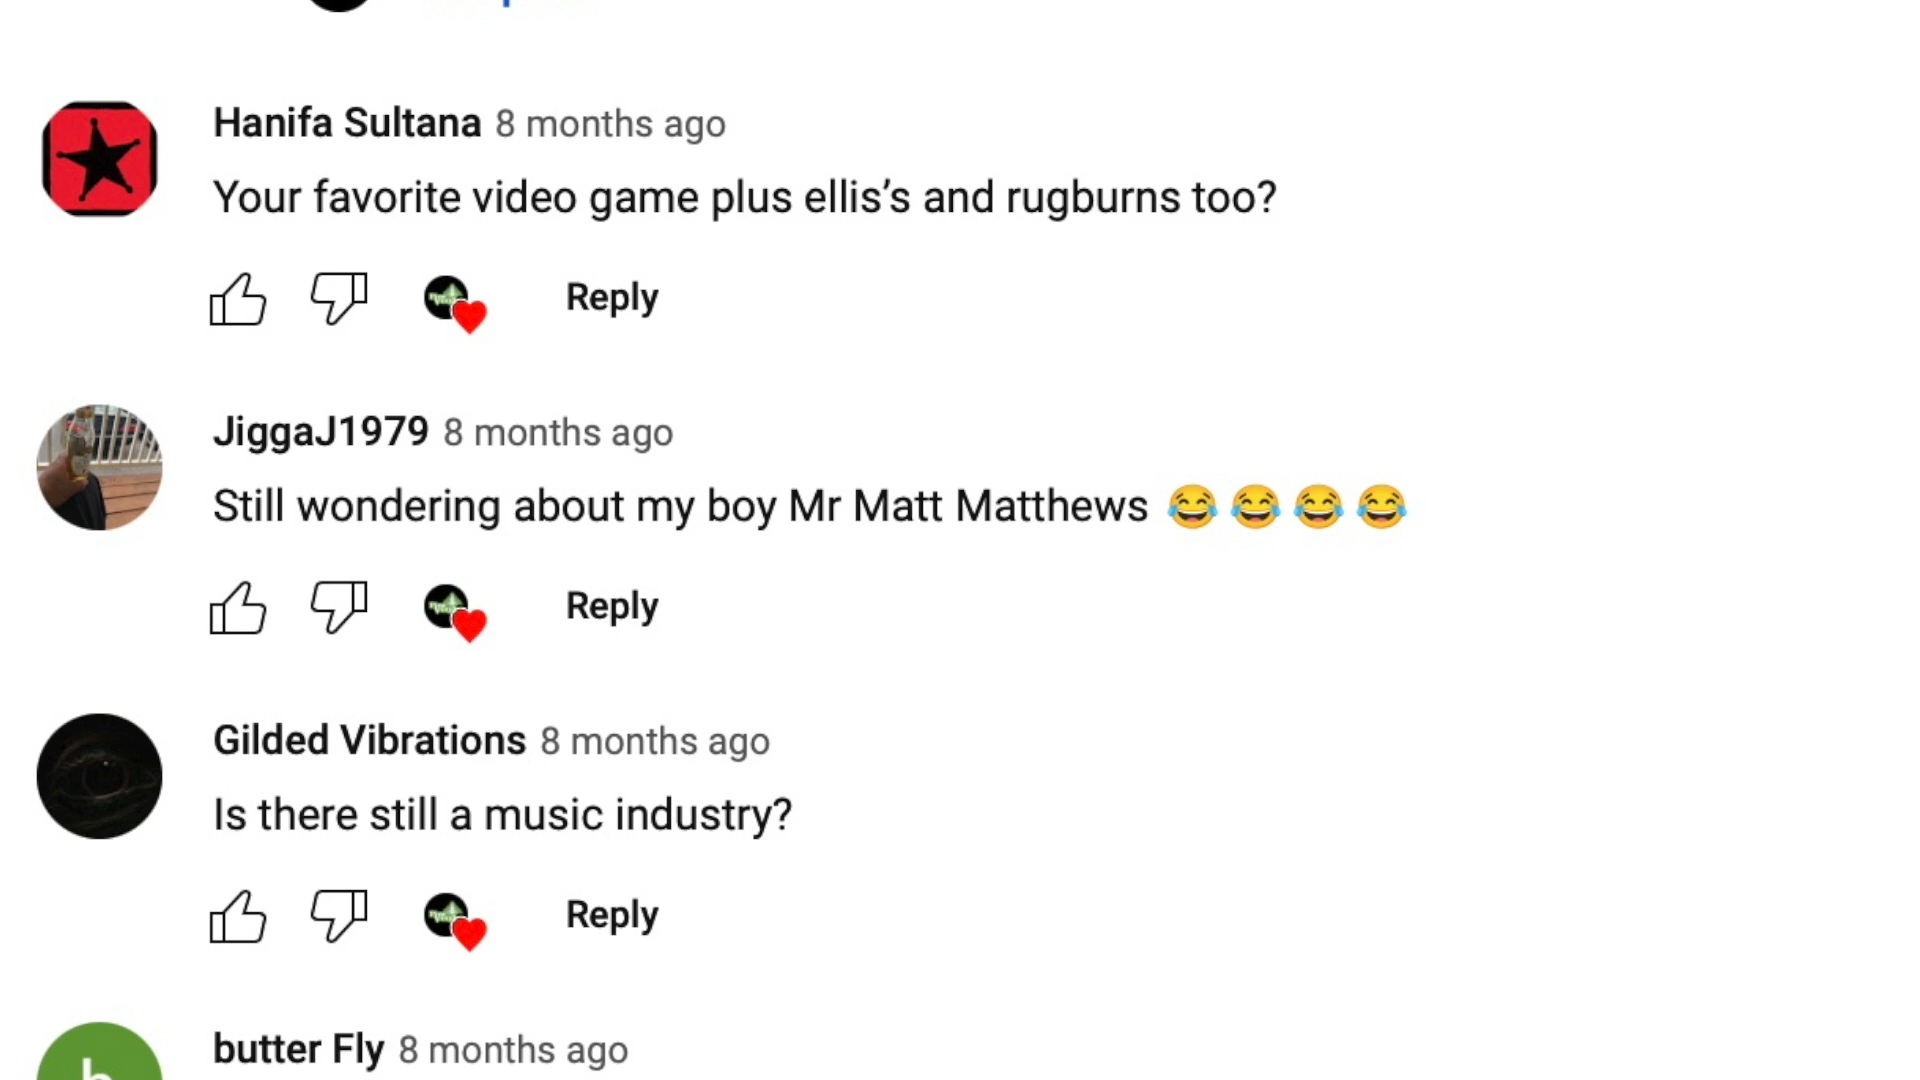 Hanifa Sultana 8 months ago
Your favorite video game plus ellis’s and rugburns too?
Reply
JiggaJ1979 8 months ago
Still wondering about my boy Mr Matt Matthews 😂 😂 😂 😂
Reply
Gilded Vibrations 8 months ago
Is there still a music industry?
Reply
butter Fly 8 months ago
b